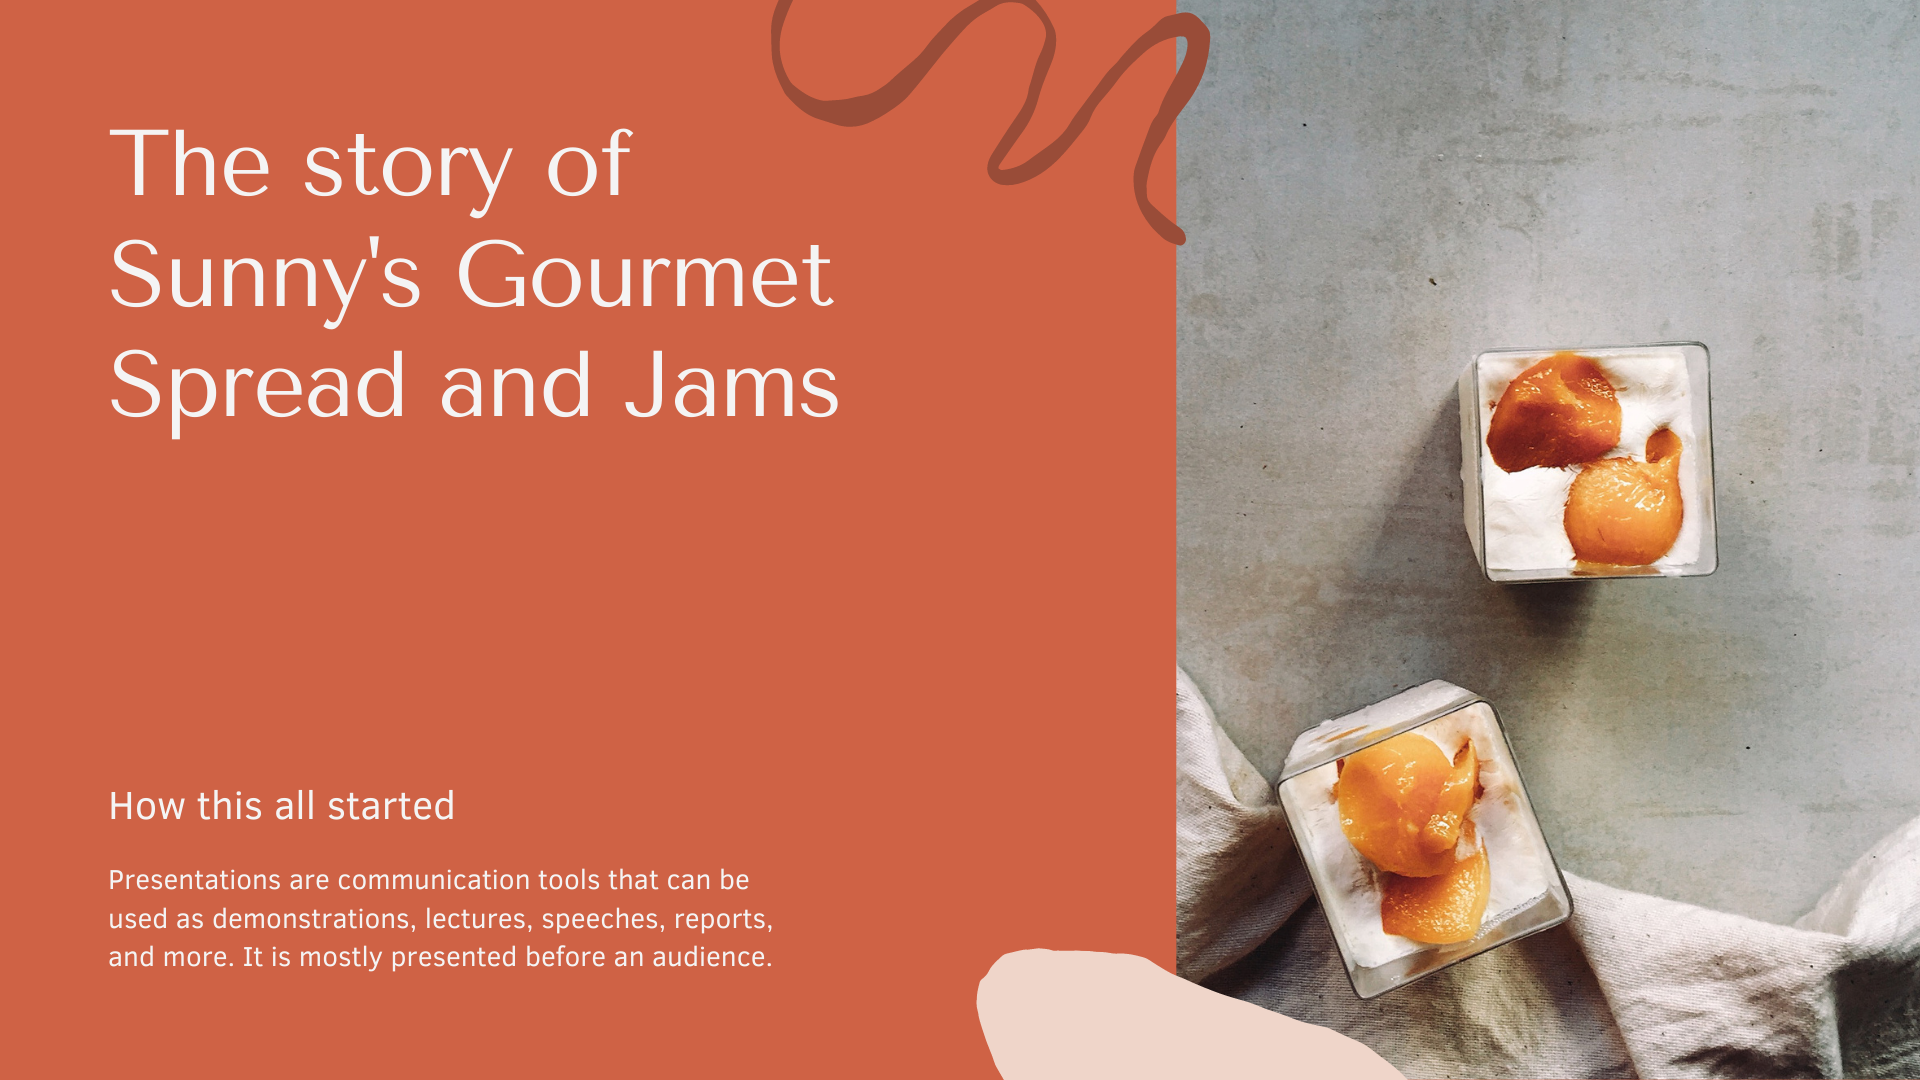 The story of
Sunny's Gourmet
Spread and Jams
How this all started
Presentations are communication tools that can be
used as demonstrations, lectures, speeches, reports,
and more. It is mostly presented before an audience.